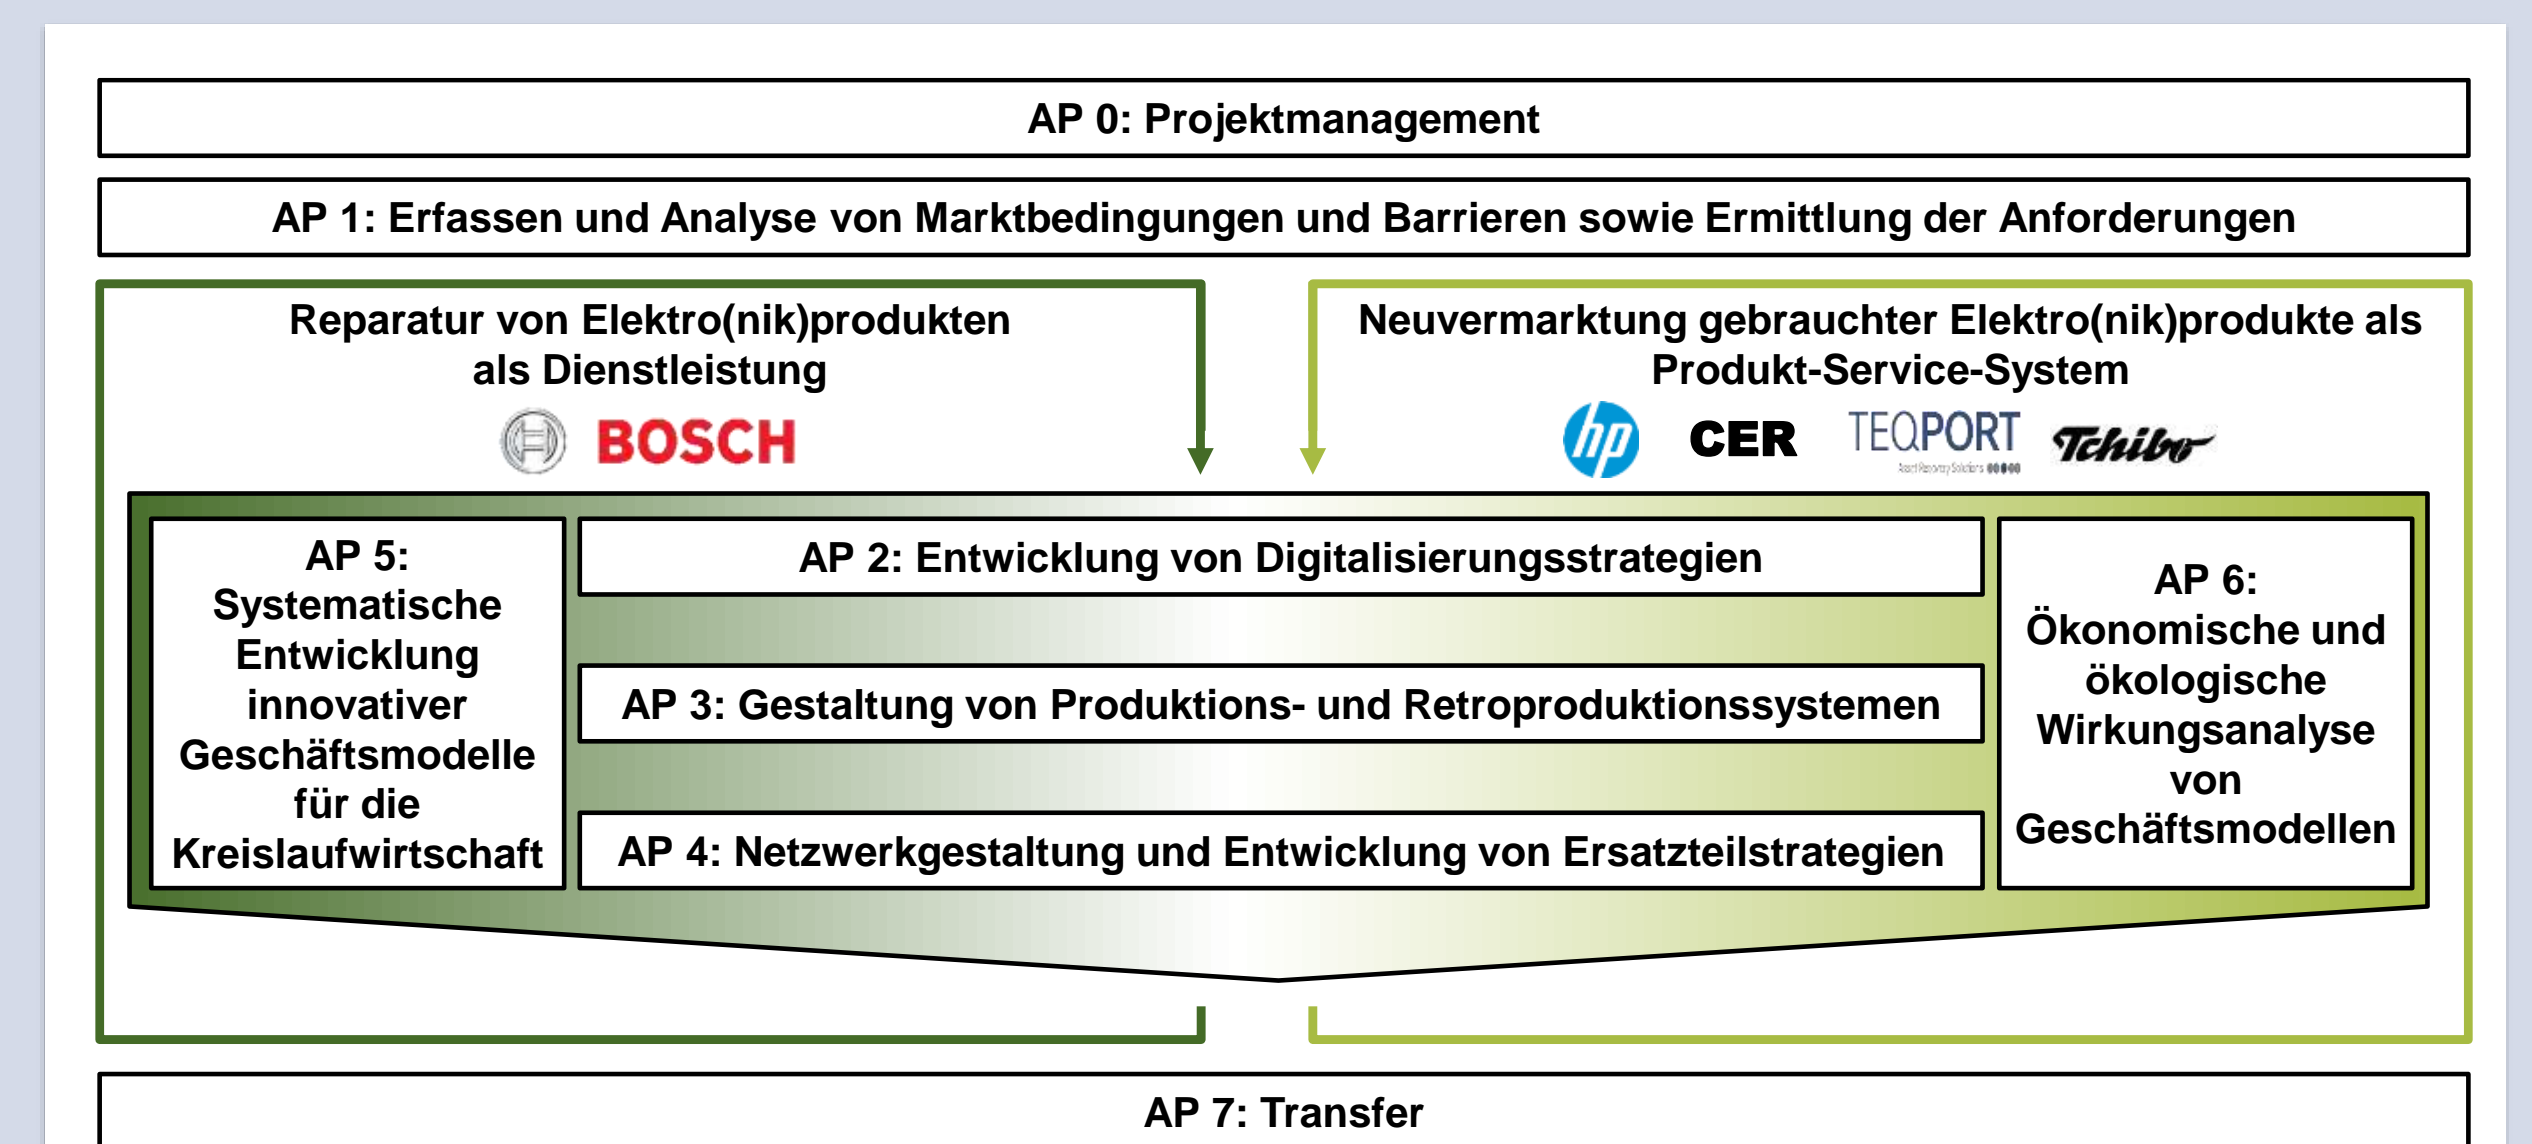 AP 0: Projektmanagement
AP 1: Erfassen und Analyse von Marktbedingungen und Barrieren sowie Ermittlung der Anforderungen
Reparatur von Elektro(nik)produkten
als Dienstleistung
BOSCH
Neuvermarktung gebrauchter Elektro(nik)produkte als
Produkt-Service-System
hp
CER
TEQPORT
Asset Recovery Solutions
Tchibo
AP 5:
Systematische
Entwicklung
innovativer
Geschäftsmodelle
für die
Kreislaufwirtschaft
AP 2: Entwicklung von Digitalisierungsstrategien
AP 3: Gestaltung von Produktions- und Retroproduktionssystemen
AP 4: Netzwerkgestaltung und Entwicklung von Ersatzteilstrategien
AP 6:
Ökonomische und
ökologische
Wirkungsanalyse
von
Geschäftsmodellen
AP 7: Transfer